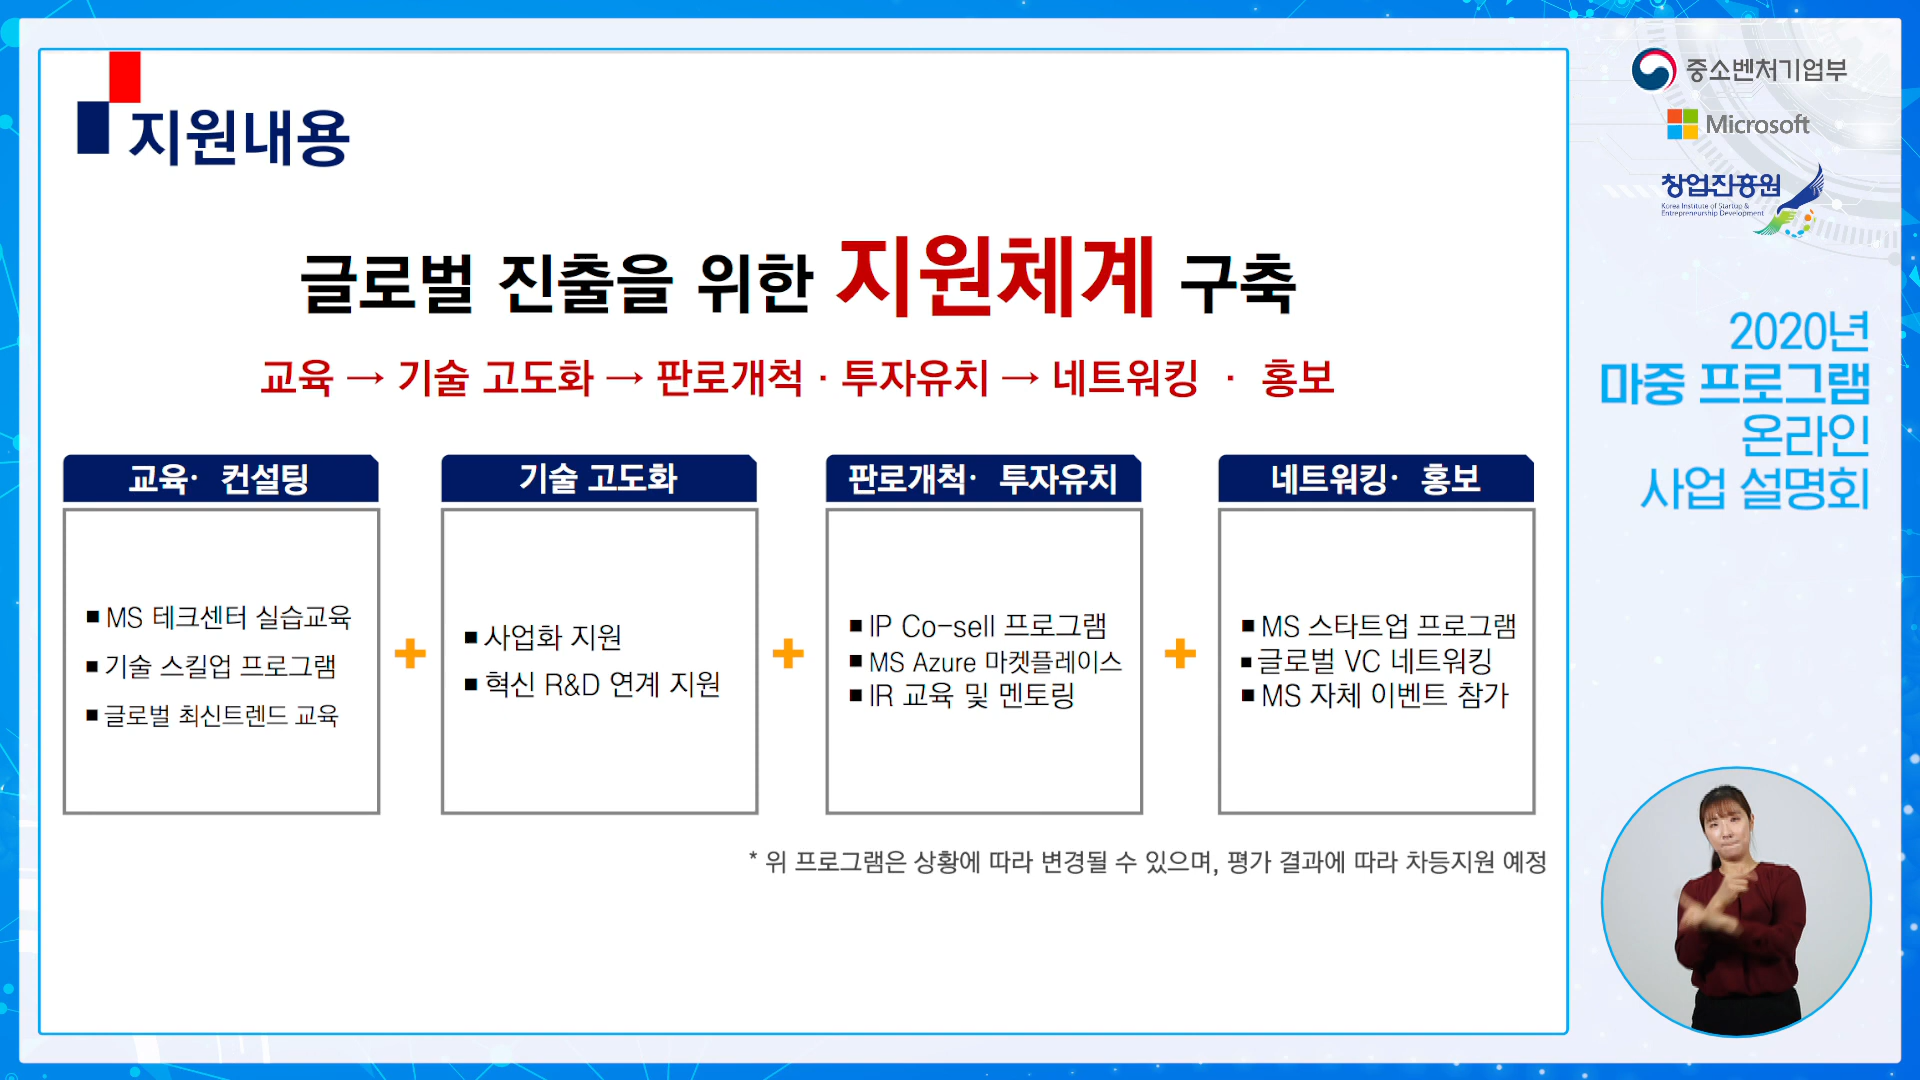 지원내용
글로벌 진출을 위한 지원체계 구축
교육 → 기술 고도화 → 판로개척 · 투자유치 → 네트워킹 · 홍보
교육· 컨설팅
■ MS 테크센터 실습교육
■ 기술 스킬업 프로그램
■ 글로벌 최신트렌드 교육
+
기술 고도화
■ 사업화 지원
■ 혁신 R&D 연계 지원
+
판로개척· 투자유치
■ IP Co-sell 프로그램
■ MS Azure 마켓플레이스
■ IR 교육 및 멘토링
+
네트워킹· 홍보
■ MS 스타트업 프로그램
■ 글로벌 VC 네트워킹
■ MS 자체 이벤트 참가
* 위 프로그램은 상황에 따라 변경될 수 있으며, 평가 결과에 따라 차등지원 예정
중소벤처기업부
Microsoft
창업진흥원
Korea Institute of Startup &
Entrepreneurship Development
2020년
마중 프로그램
온라인
사업 설명회